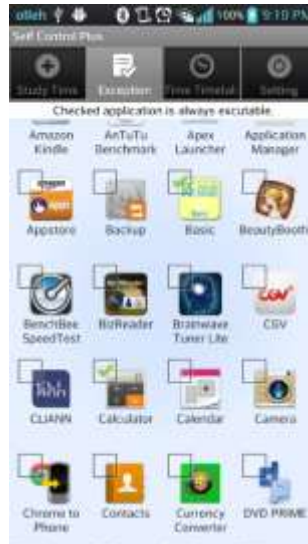 olleh 100% 9:10 PM
Self Control Plus
Study Time Exception Time Timetable Setting
Checked application is always excutable.
Amazon Kindle AnTuTu Benchmark Apex Launcher Application Manager
Appstore Backup Basic BeautyBooth
BenchBee SpeedTest BizReader Brainwave Tuner Lite CGV
Calculator Calendar Camera
Chrome to Phone Contacts Currency Converter DVD PRIME